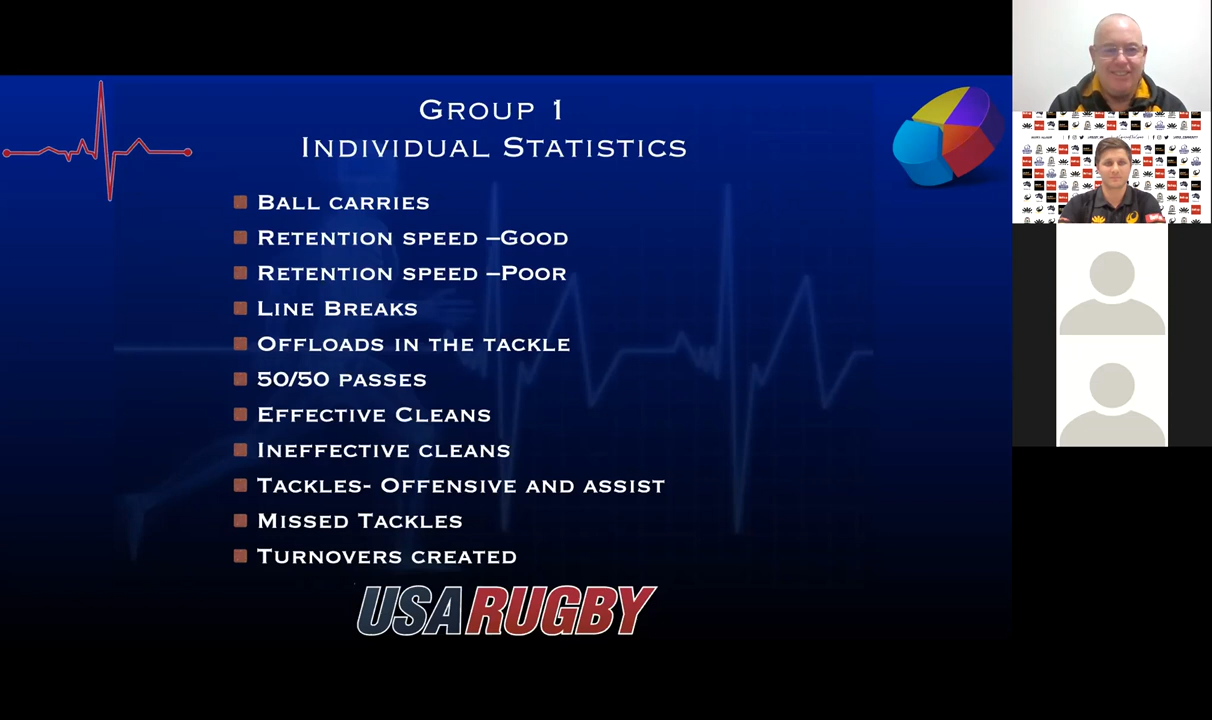 Group 1
Individual Statistics
Ball carries
Retention speed –Good
Retention speed –Poor
Line Breaks
Offloads in the tackle
50/50 passes
Effective Cleans
Ineffective cleans
Tackles- Offensive and assist
Missed Tackles
Turnovers created
USA RUGBY